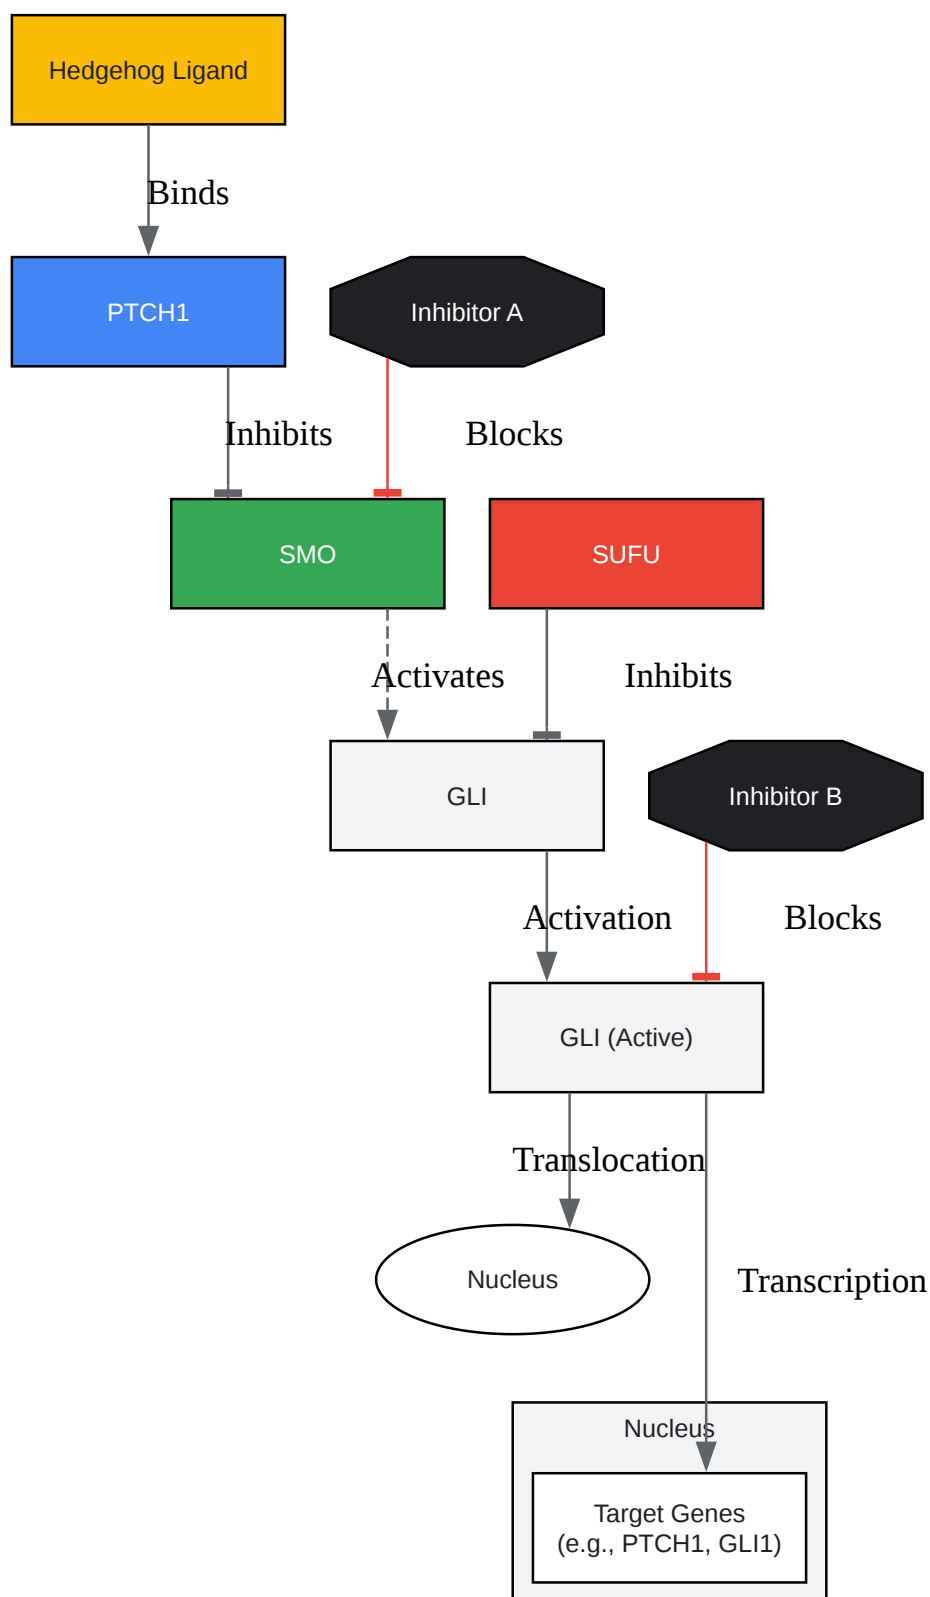 Hedgehog Ligand
Binds
PTCH1
Inhibitor A
Inhibits
Blocks
SMO
SUFU
Activates
Inhibits
GLI
Inhibitor B
Activation
Blocks
GLI (Active)
Translocation
Nucleus
Transcription
Nucleus
Target Genes
(e.g., PTCH1, GLI1)